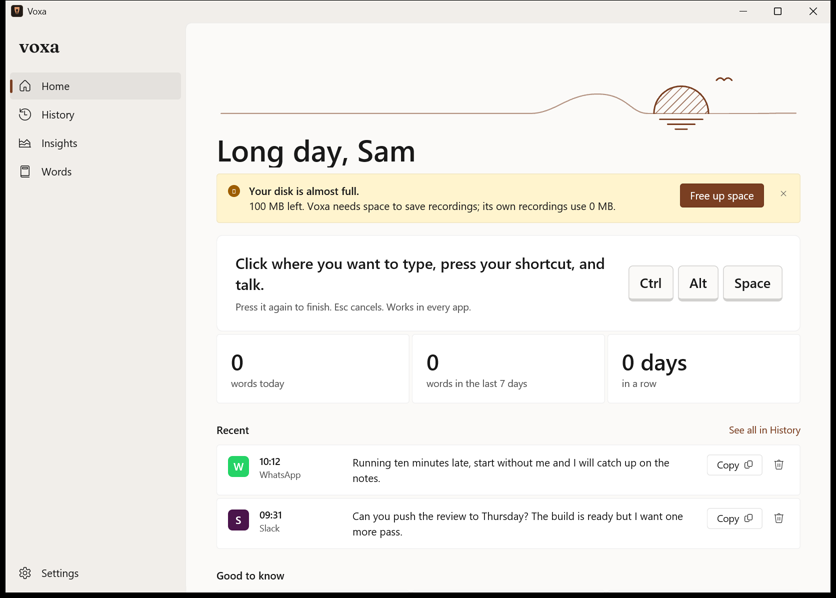 Voxa
voxa
Home
History
Insights
Words
Settings
Long day, Sam
Your disk is almost full.
100 MB left. Voxa needs space to save recordings; its own recordings use 0 MB.
Free up space
Click where you want to type, press your shortcut, and
talk.
Press it again to finish. Esc cancels. Works in every app.
Ctrl
Alt
Space
0
words today
0
words in the last 7 days
0 days
in a row
Recent
See all in History
W
10:12
WhatsApp
Running ten minutes late, start without me and I will catch up on the
notes.
Copy
S
09:31
Slack
Can you push the review to Thursday? The build is ready but I want one
more pass.
Copy
Good to know